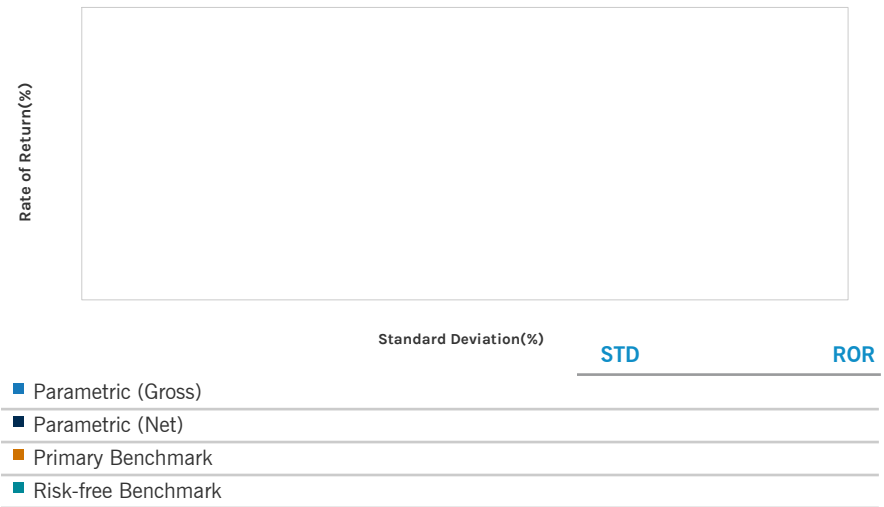 Rate of Return(%)
Standard Deviation(%)
STD ROR
Parametric (Gross)
Parametric (Net)
Primary Benchmark
Risk-free Benchmark